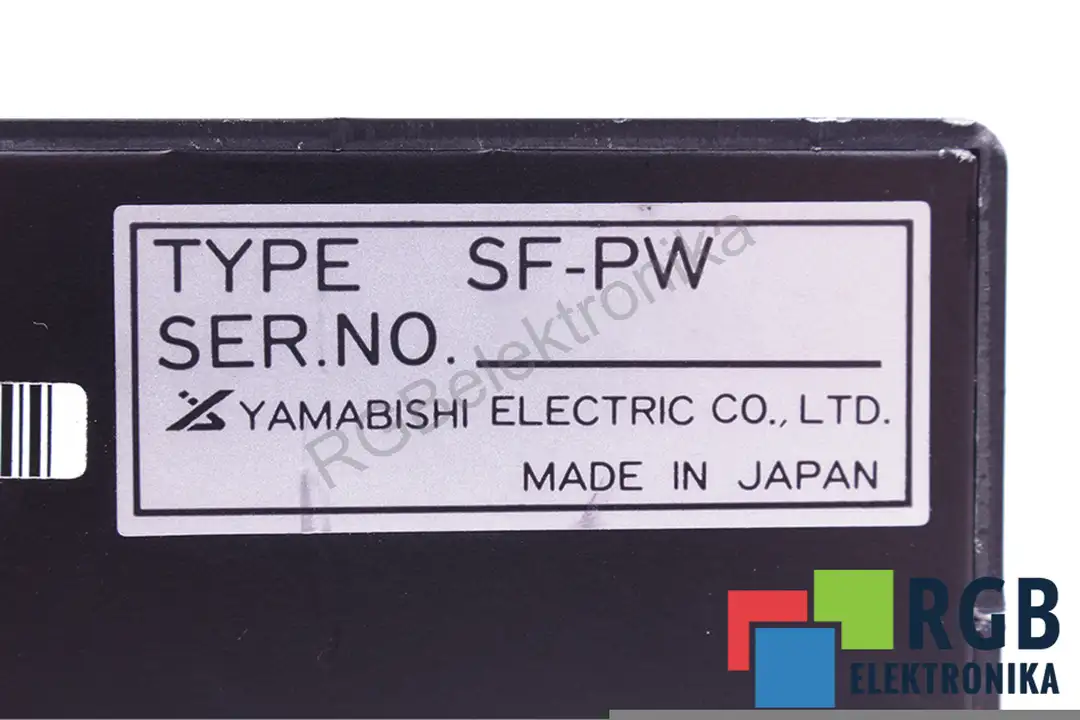 TYPE SF-PW
SER.NO.
YAMABISHI ELECTRIC CO., LTD.
MADE IN JAPAN
RGBelektronika
RGB
ELEKTRONIKA